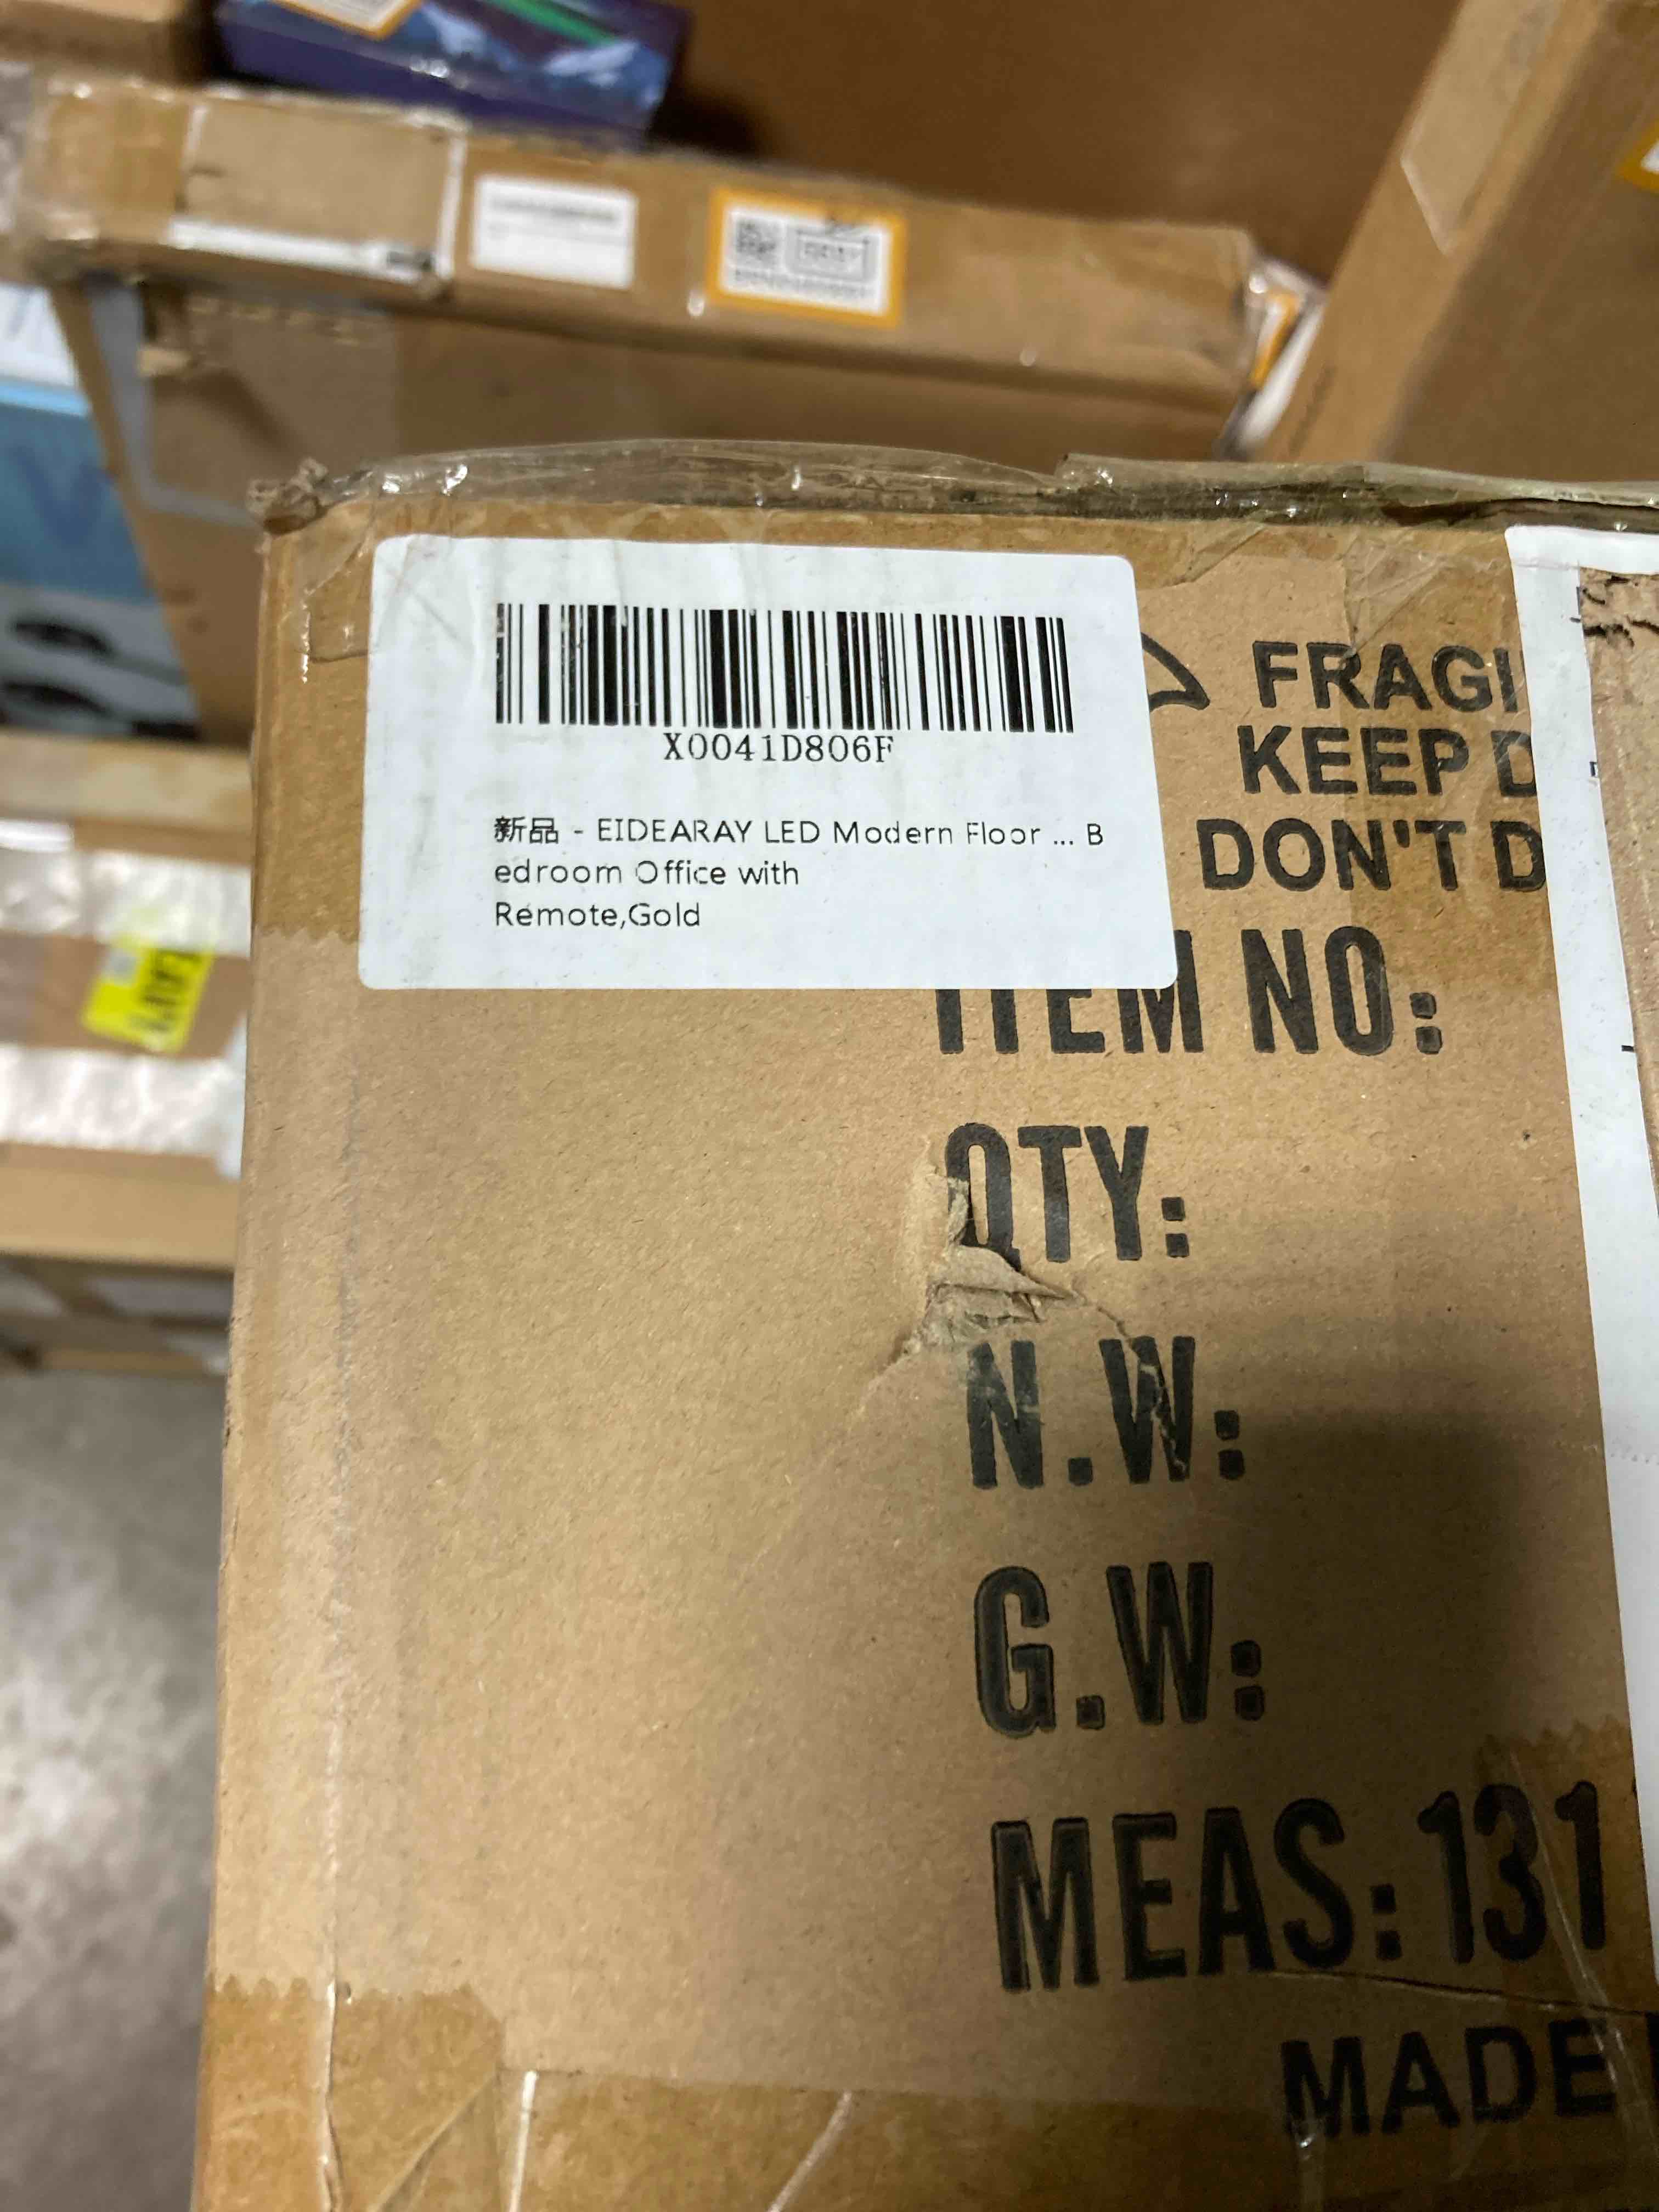 X0041D806F
新品 - EIDEARAY LED Modern Floor ... B
edroom Office with
Remote,Gold
FRAGI
KEEP D
DON'T D
ITEM NO:
QTY:
N.W:
G.W:
MEAS: 131
MADE